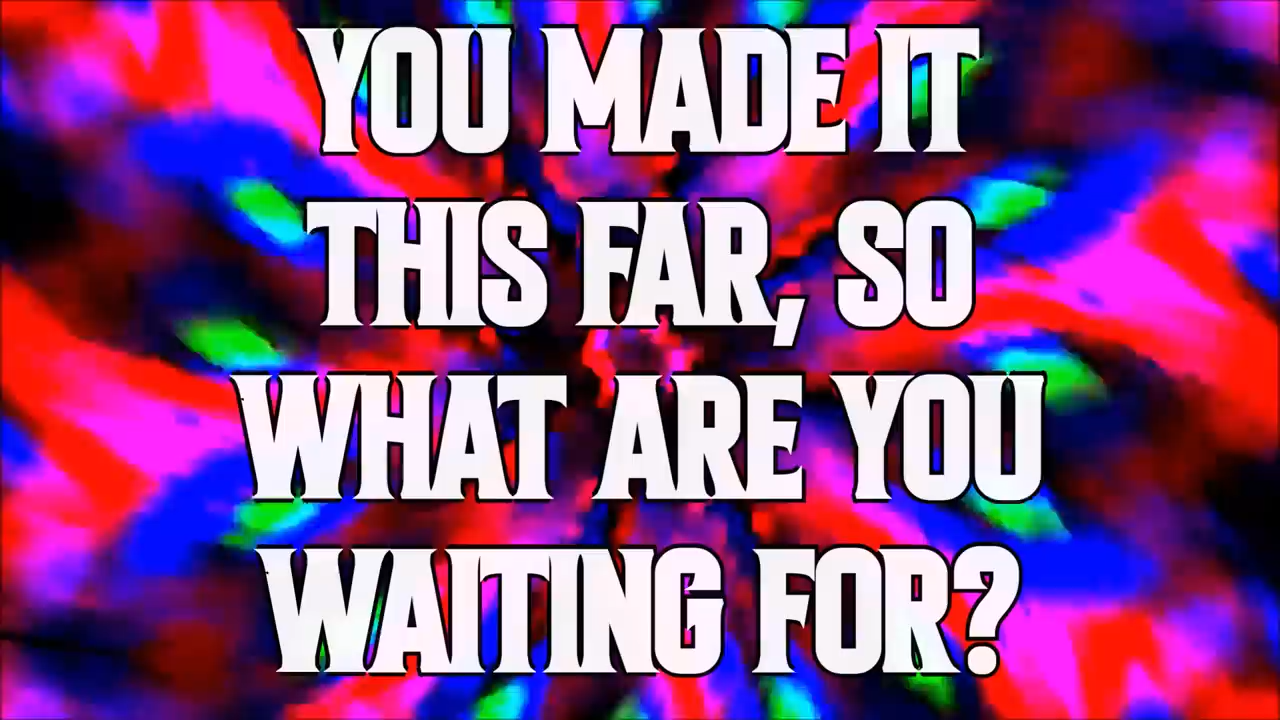 YOU MADE IT
THIS FAR, SO
WHAT ARE YOU
WAITING FOR?